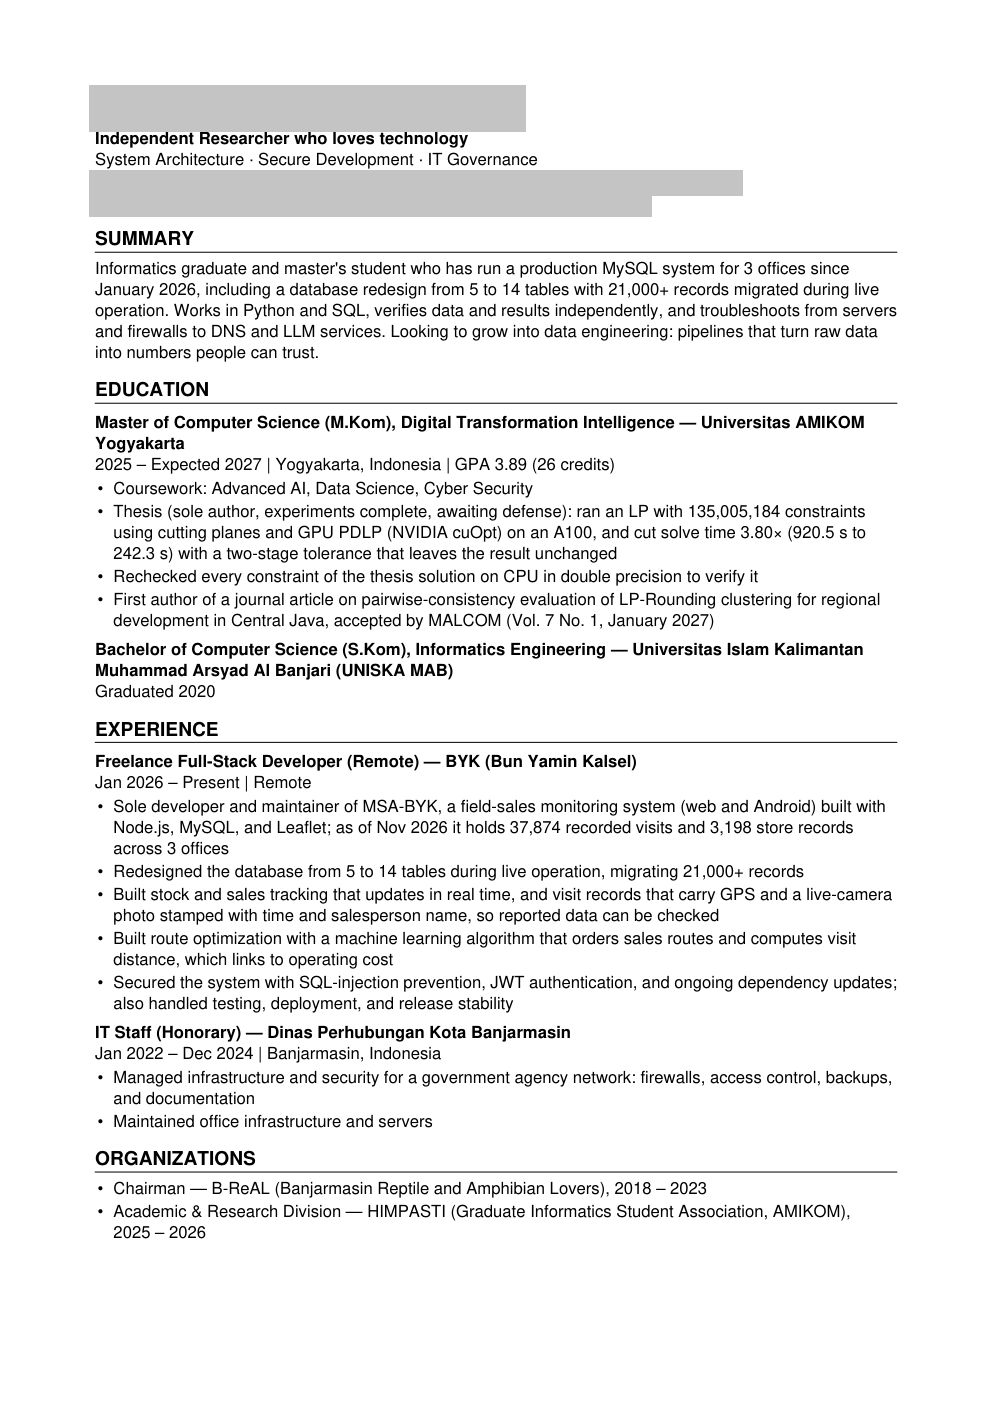 Independent Researcher who loves technology
System Architecture · Secure Development · IT Governance
SUMMARY
Informatics graduate and master's student who has run a production MySQL system for 3 offices since
January 2026, including a database redesign from 5 to 14 tables with 21,000+ records migrated during live
operation. Works in Python and SQL, verifies data and results independently, and troubleshoots from servers
and firewalls to DNS and LLM services. Looking to grow into data engineering: pipelines that turn raw data
into numbers people can trust.
EDUCATION
Master of Computer Science (M.Kom), Digital Transformation Intelligence — Universitas AMIKOM
Yogyakarta
2025 – Expected 2027 | Yogyakarta, Indonesia | GPA 3.89 (26 credits)
• Coursework: Advanced AI, Data Science, Cyber Security
• Thesis (sole author, experiments complete, awaiting defense): ran an LP with 135,005,184 constraints
using cutting planes and GPU PDLP (NVIDIA cuOpt) on an A100, and cut solve time 3.80× (920.5 s to
242.3 s) with a two-stage tolerance that leaves the result unchanged
• Rechecked every constraint of the thesis solution on CPU in double precision to verify it
• First author of a journal article on pairwise-consistency evaluation of LP-Rounding clustering for regional
development in Central Java, accepted by MALCOM (Vol. 7 No. 1, January 2027)
Bachelor of Computer Science (S.Kom), Informatics Engineering — Universitas Islam Kalimantan
Muhammad Arsyad Al Banjari (UNISKA MAB)
Graduated 2020
EXPERIENCE
Freelance Full-Stack Developer (Remote) — BYK (Bun Yamin Kalsel)
Jan 2026 – Present | Remote
• Sole developer and maintainer of MSA-BYK, a field-sales monitoring system (web and Android) built with
Node.js, MySQL, and Leaflet; as of Nov 2026 it holds 37,874 recorded visits and 3,198 store records
across 3 offices
• Redesigned the database from 5 to 14 tables during live operation, migrating 21,000+ records
• Built stock and sales tracking that updates in real time, and visit records that carry GPS and a live-camera
photo stamped with time and salesperson name, so reported data can be checked
• Built route optimization with a machine learning algorithm that orders sales routes and computes visit
distance, which links to operating cost
• Secured the system with SQL-injection prevention, JWT authentication, and ongoing dependency updates;
also handled testing, deployment, and release stability
IT Staff (Honorary) — Dinas Perhubungan Kota Banjarmasin
Jan 2022 – Dec 2024 | Banjarmasin, Indonesia
• Managed infrastructure and security for a government agency network: firewalls, access control, backups,
and documentation
• Maintained office infrastructure and servers
ORGANIZATIONS
• Chairman — B-ReAL (Banjarmasin Reptile and Amphibian Lovers), 2018 – 2023
• Academic & Research Division — HIMPASTI (Graduate Informatics Student Association, AMIKOM),
2025 – 2026